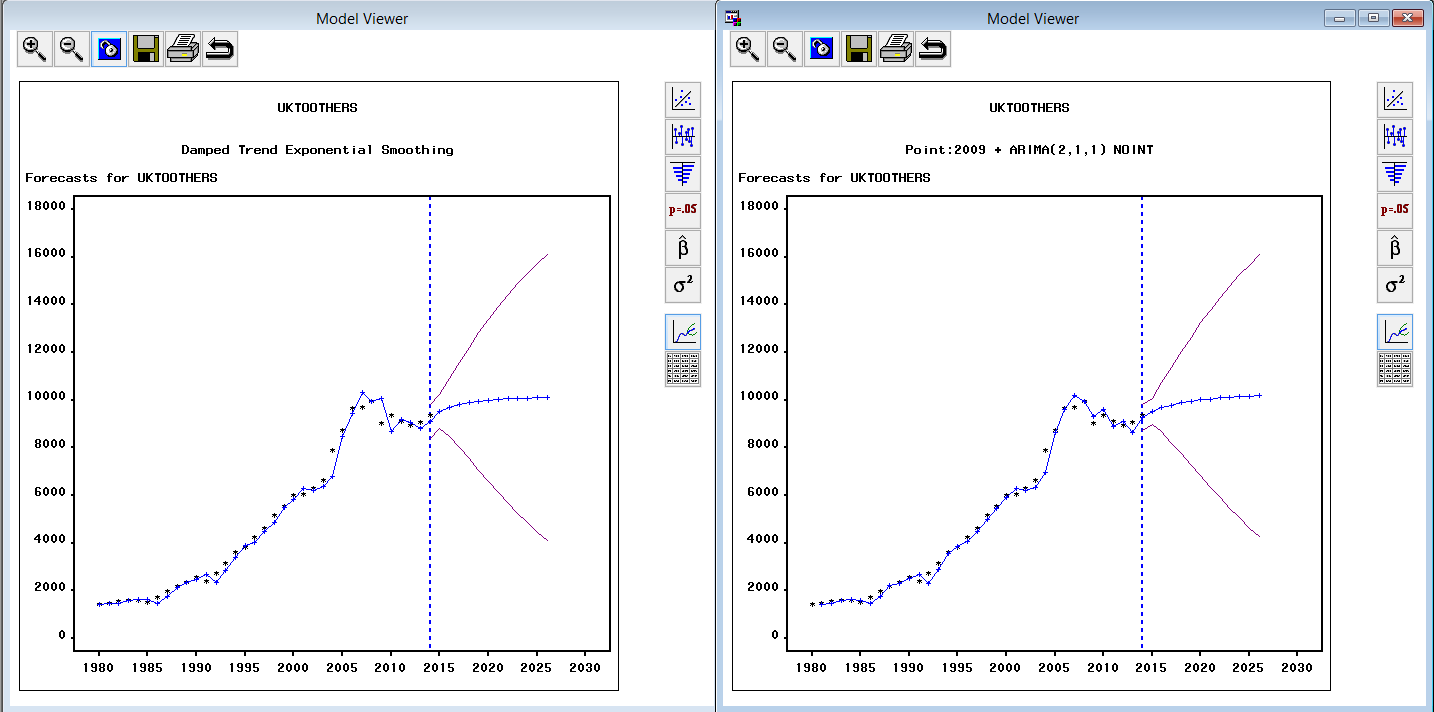 Model Viewer
UKTOOTHERS
Damped Trend Exponential Smoothing
Forecasts for UKTOOTHERS
18000
16000
14000
12000
10000
8000
6000
4000
2000
0
1980 1985 1990 1995 2000 2005 2010 2015 2020 2025 2030
p=.05
β̂
σ²
Model Viewer
UKTOOTHERS
Point:2009 + ARIMA(2,1,1) NOINT
Forecasts for UKTOOTHERS
18000
16000
14000
12000
10000
8000
6000
4000
2000
0
1980 1985 1990 1995 2000 2005 2010 2015 2020 2025 2030
p=.05
β̂
σ²